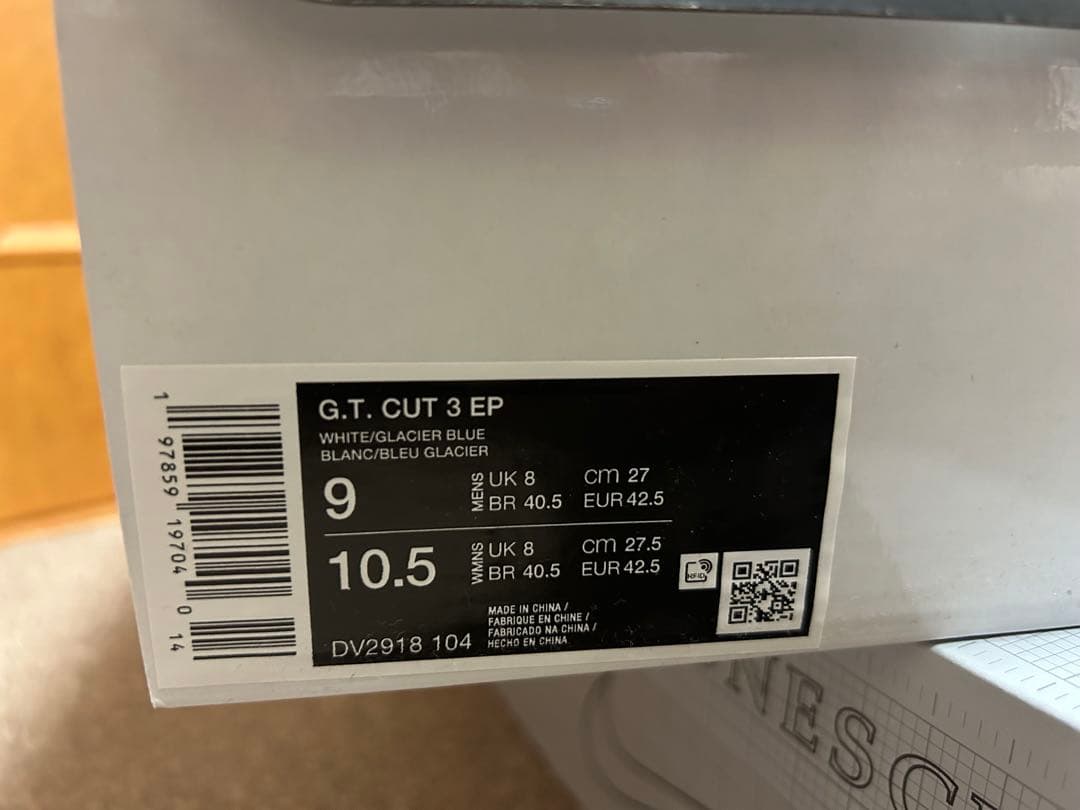 G.T. CUT 3 EP
WHITE/GLACIER BLUE
BLANC/BLEU GLACIER
9
MENS
UK 8 cm 27
BR 40.5 EUR 42.5
10.5
WMNS
UK 8 cm 27.5
BR 40.5 EUR 42.5
RFID
MADE IN CHINA /
FABRIQUE EN CHINE /
FABRICADO NA CHINA /
HECHO EN CHINA
DV2918 104
1 97859 19704 0 14